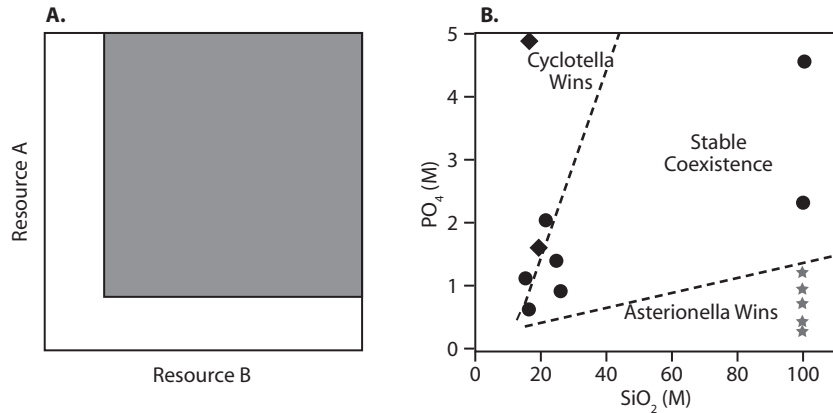 A.
Resource A
Resource B
B.
5
4
3
2
1
0
PO₄ (M)
Cyclotella
Wins
Stable
Coexistence
Asterionella Wins
0 20 40 60 80 100
SiO₂ (M)